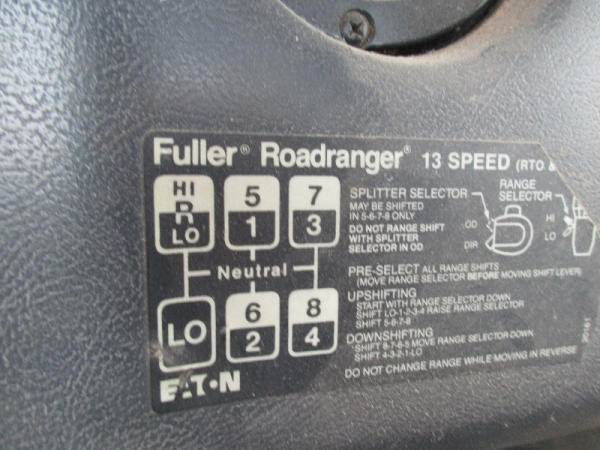 Fuller® Roadranger® 13 SPEED (RTO &
HI
R
LO
5
1
7
3
Neutral
LO
6
2
8
4
EATON
SPLITTER SELECTOR
MAY BE SHIFTED
IN 5-6-7-8 ONLY
DO NOT RANGE SHIFT
WITH SPLITTER
SELECTOR IN OD
OD
DIR
RANGE
SELECTOR
HI
LO
PRE-SELECT ALL RANGE SHIFTS
(MOVE RANGE SELECTOR BEFORE MOVING SHIFT LEVER)
UPSHIFTING
START WITH RANGE SELECTOR DOWN
SHIFT LO-1-2-3-4 RAISE RANGE SELECTOR
SHIFT 5-6-7-8
DOWNSHIFTING
SHIFT 8-7-6-5 MOVE RANGE SELECTOR DOWN
SHIFT 4-3-2-1-LO
DO NOT CHANGE RANGE WHILE MOVING IN REVERSE